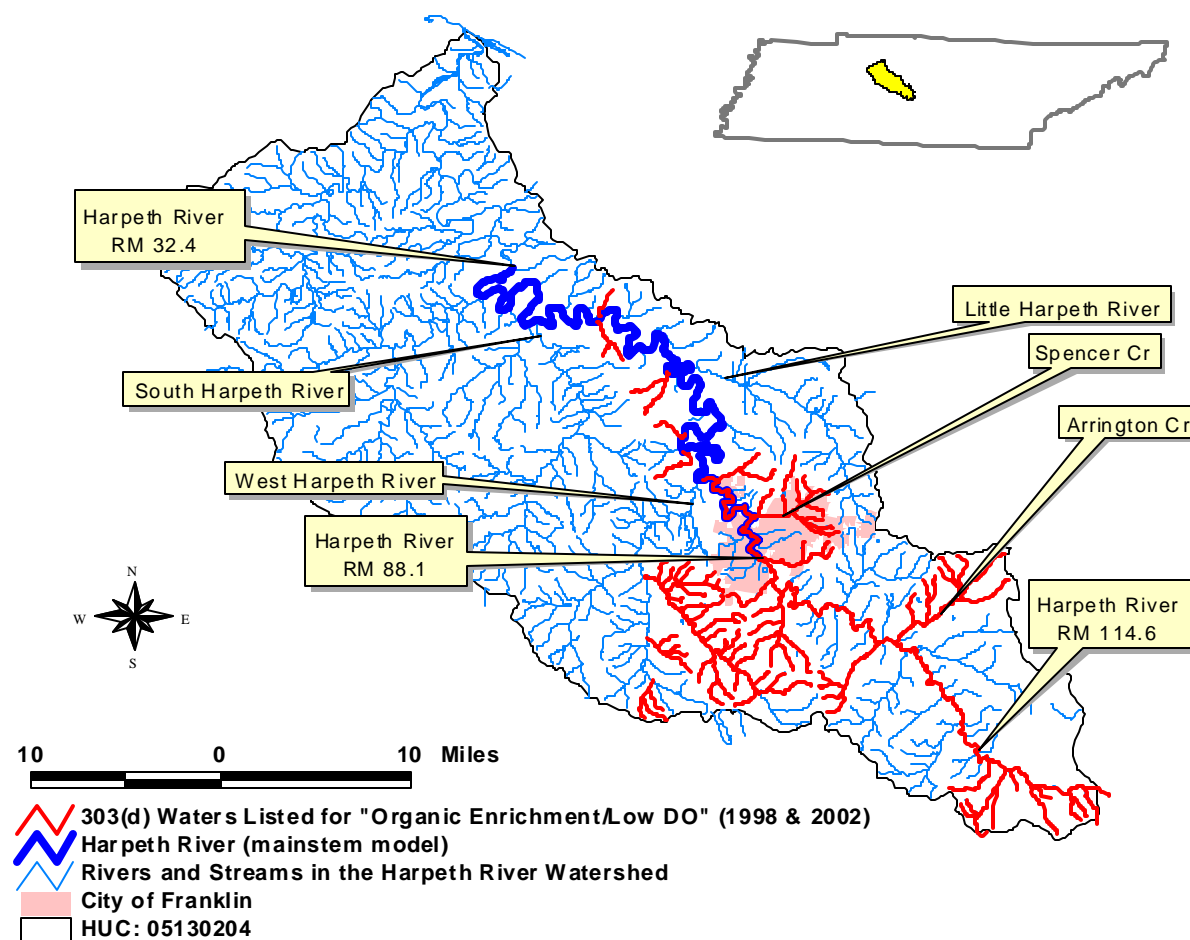 Harpeth River
RM 32.4
Little Harpeth River
Spencer Cr
South Harpeth River
Arrington Cr
West Harpeth River
Harpeth River
RM 88.1
Harpeth River
RM 114.6
N
W E
S
10 0 10 Miles
303(d) Waters Listed for "Organic Enrichment/Low DO" (1998 & 2002)
Harpeth River (mainstem model)
Rivers and Streams in the Harpeth River Watershed
City of Franklin
HUC: 05130204